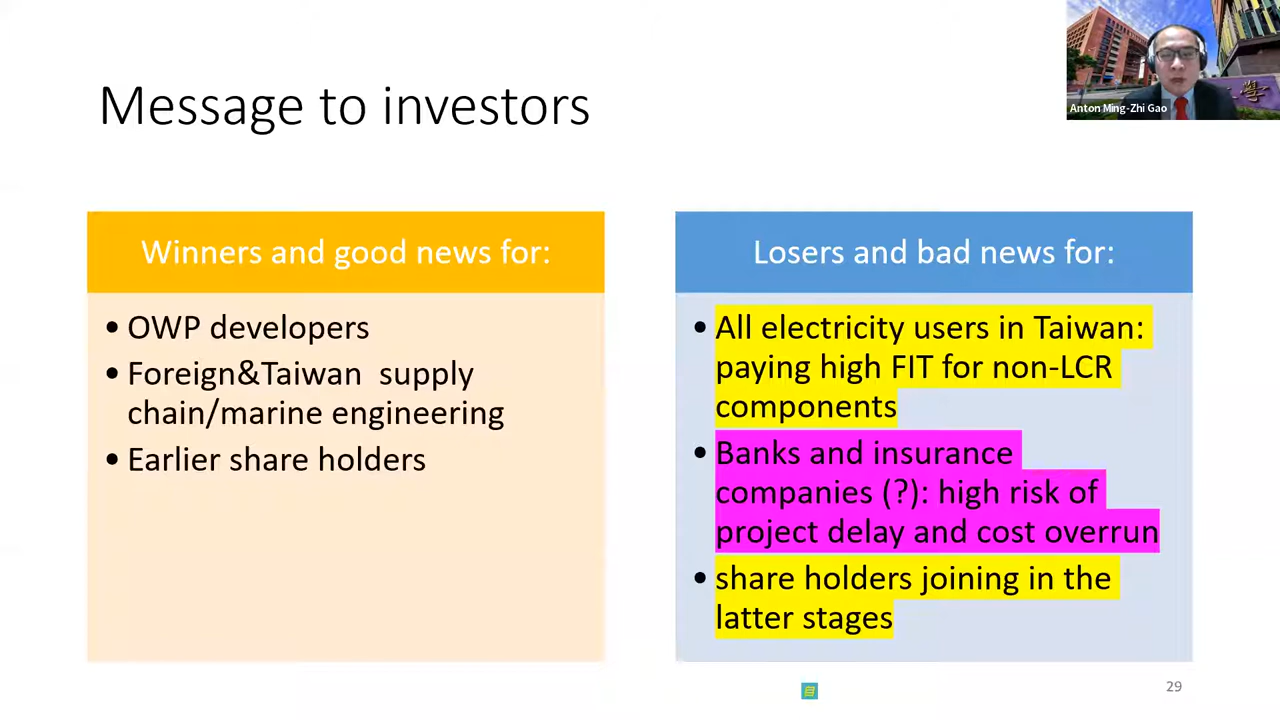 Message to investors
Anton Ming-Zhi Gao
Winners and good news for:
• OWP developers
• Foreign&Taiwan supply
chain/marine engineering
• Earlier share holders
Losers and bad news for:
• All electricity users in Taiwan:
paying high FIT for non-LCR
components
• Banks and insurance
companies (?): high risk of
project delay and cost overrun
• share holders joining in the
latter stages
29